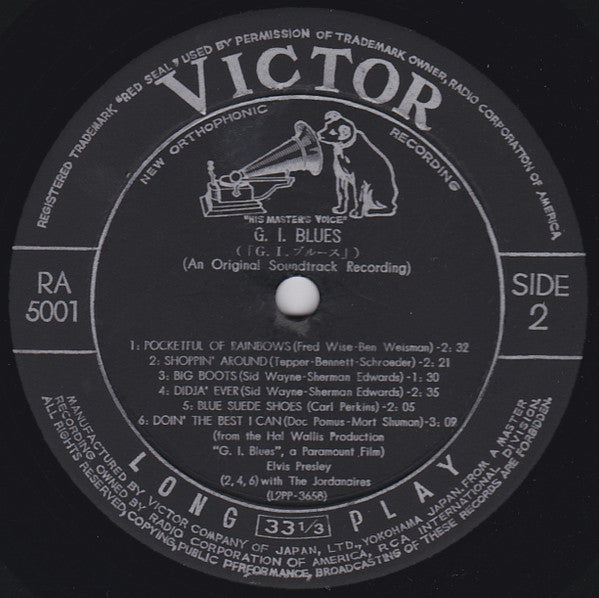 REGISTERED TRADEMARK "RED SEAL" USED BY PERMISSION OF TRADEMARK OWNER, RADIO CORPORATION OF AMERICA
VICTOR
NEW ORTHOPHONIC RECORDING
"HIS MASTER'S VOICE"
G. I. BLUES
(「G.I.ブルース」)
(An Original Soundtrack Recording)
RA
5001
SIDE
2
1: POCKETFUL OF RAINBOWS (Fred Wise-Ben Weisman) -2: 32
2: SHOPPIN' AROUND (Tepper-Bennett-Schroeder) -2: 21
3: BIG BOOTS (Sid Wayne-Sherman Edwards) -1: 30
4: DIDJA' EVER (Sid Wayne-Sherman Edwards) -2: 35
5: BLUE SUEDE SHOES (Carl Perkins) -2: 05
6: DOIN' THE BEST I CAN (Doc Pomus-Mort Shuman) -3: 09
(from the Hal Wallis Production
"G. I. Blues", a Paramount Film)
Elvis Presley
(2, 4, 6) with The Jordanaires
(L2PP-3658)
LONG 33 1/3 PLAY
MANUFACTURED BY VICTOR COMPANY OF JAPAN, LTD., YOKOHAMA JAPAN, FROM A MASTER
RECORDING OWNED BY RADIO CORPORATION OF AMERICA, RCA INTERNATIONAL DIVISION.
ALL RIGHTS RESERVED, COPYING, PUBLIC PERFORMANCE, BROADCASTING OF THESE RECORDS ARE FORBIDDEN.